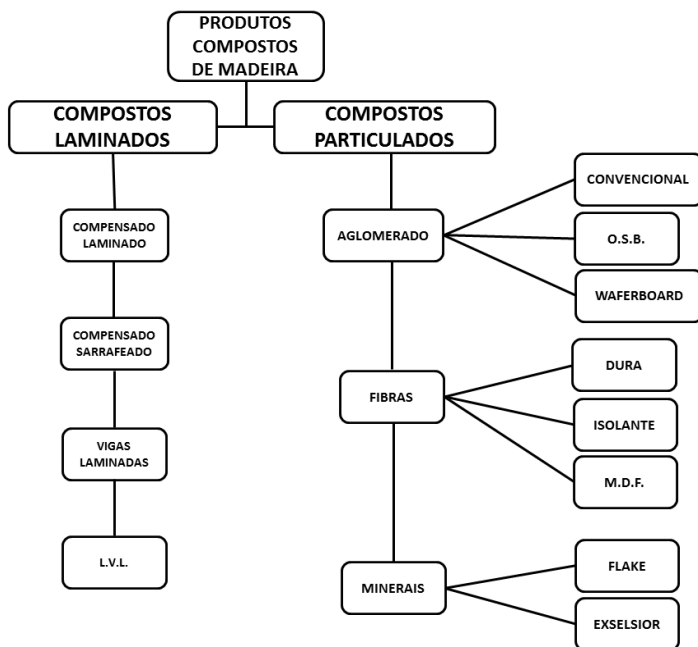 PRODUTOS
COMPOSTOS
DE MADEIRA
COMPOSTOS
LAMINADOS
COMPOSTOS
PARTICULADOS
COMPENSADO
LAMINADO
COMPENSADO
SARRAFEADO
VIGAS
LAMINADAS
L.V.L.
AGLOMERADO
CONVENCIONAL
O.S.B.
WAFERBOARD
FIBRAS
DURA
ISOLANTE
M.D.F.
MINERAIS
FLAKE
EXSELSIOR